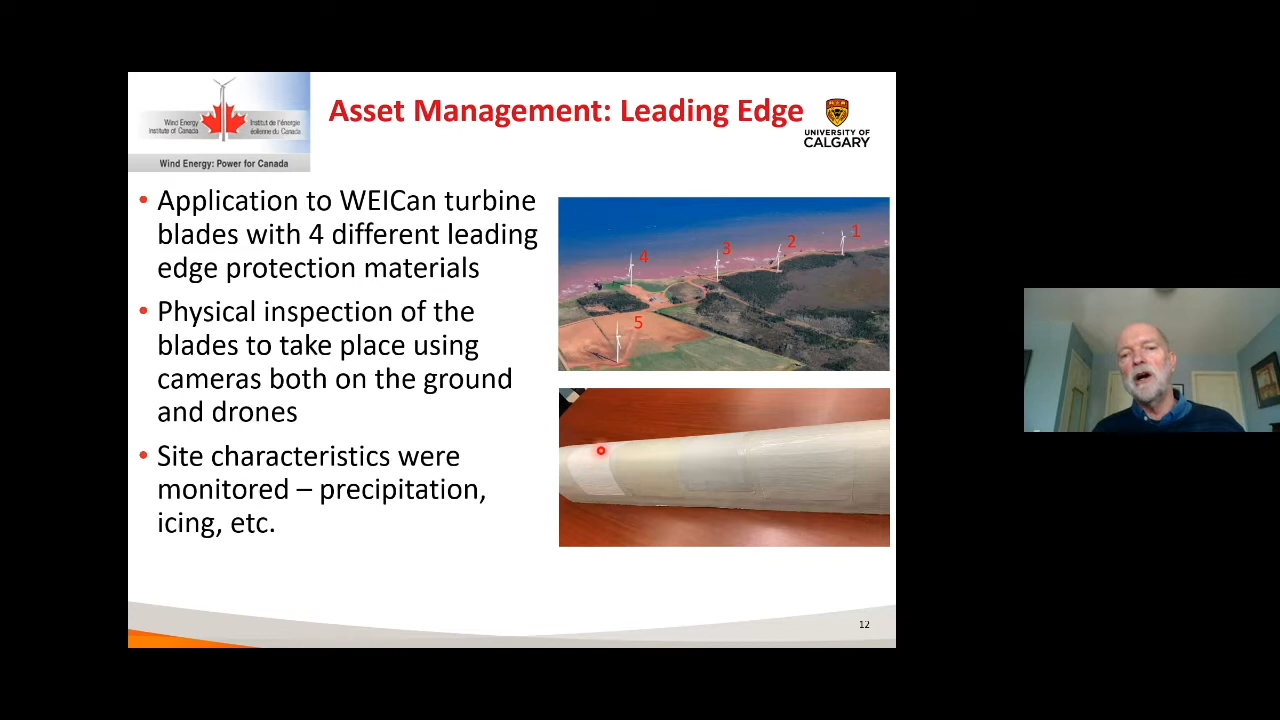 Wind Energy
Institute of Canada
Institut de l'énergie
éolienne du Canada
Wind Energy: Power for Canada
Asset Management: Leading Edge
UNIVERSITY OF
CALGARY
• Application to WEICan turbine
blades with 4 different leading
edge protection materials
• Physical inspection of the
blades to take place using
cameras both on the ground
and drones
• Site characteristics were
monitored – precipitation,
icing, etc.
1
2
3
4
5
12